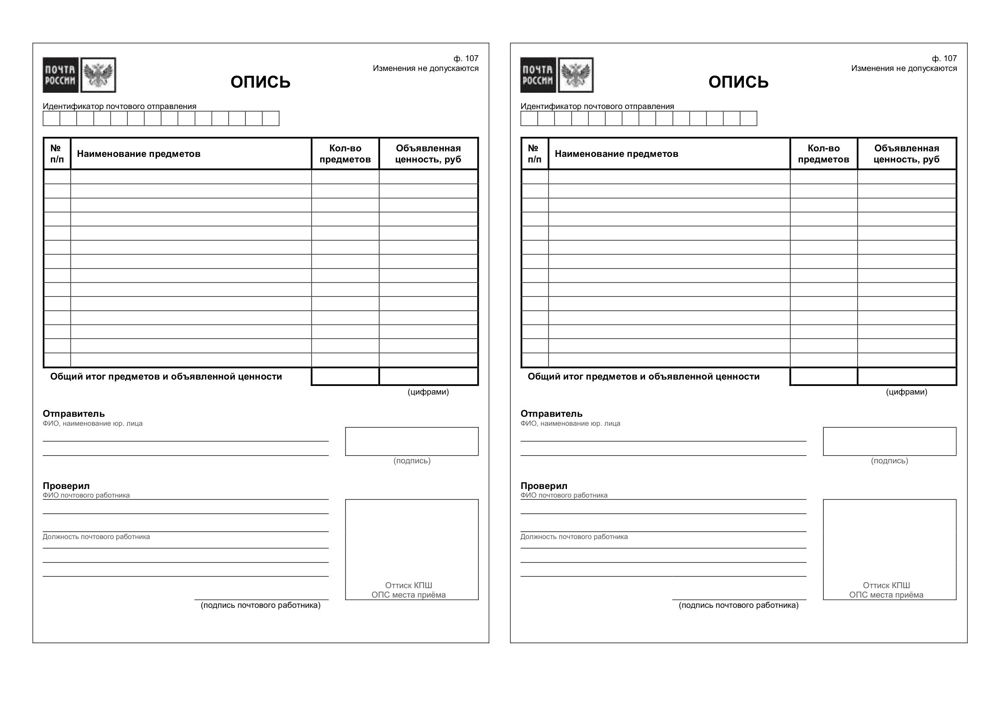 ПОЧТА
РОССИИ
ф. 107
Изменения не допускаются
ОПИСЬ
Идентификатор почтового отправления
№
п/п
Наименование предметов
Кол-во
предметов
Объявленная
ценность, руб
Общий итог предметов и объявленной ценности
(цифрами)
Отправитель
ФИО, наименование юр. лица
(подпись)
Проверил
ФИО почтового работника
Должность почтового работника
Оттиск КПШ
ОПС места приёма
(подпись почтового работника)
ПОЧТА
РОССИИ
ф. 107
Изменения не допускаются
ОПИСЬ
Идентификатор почтового отправления
№
п/п
Наименование предметов
Кол-во
предметов
Объявленная
ценность, руб
Общий итог предметов и объявленной ценности
(цифрами)
Отправитель
ФИО, наименование юр. лица
(подпись)
Проверил
ФИО почтового работника
Должность почтового работника
Оттиск КПШ
ОПС места приёма
(подпись почтового работника)